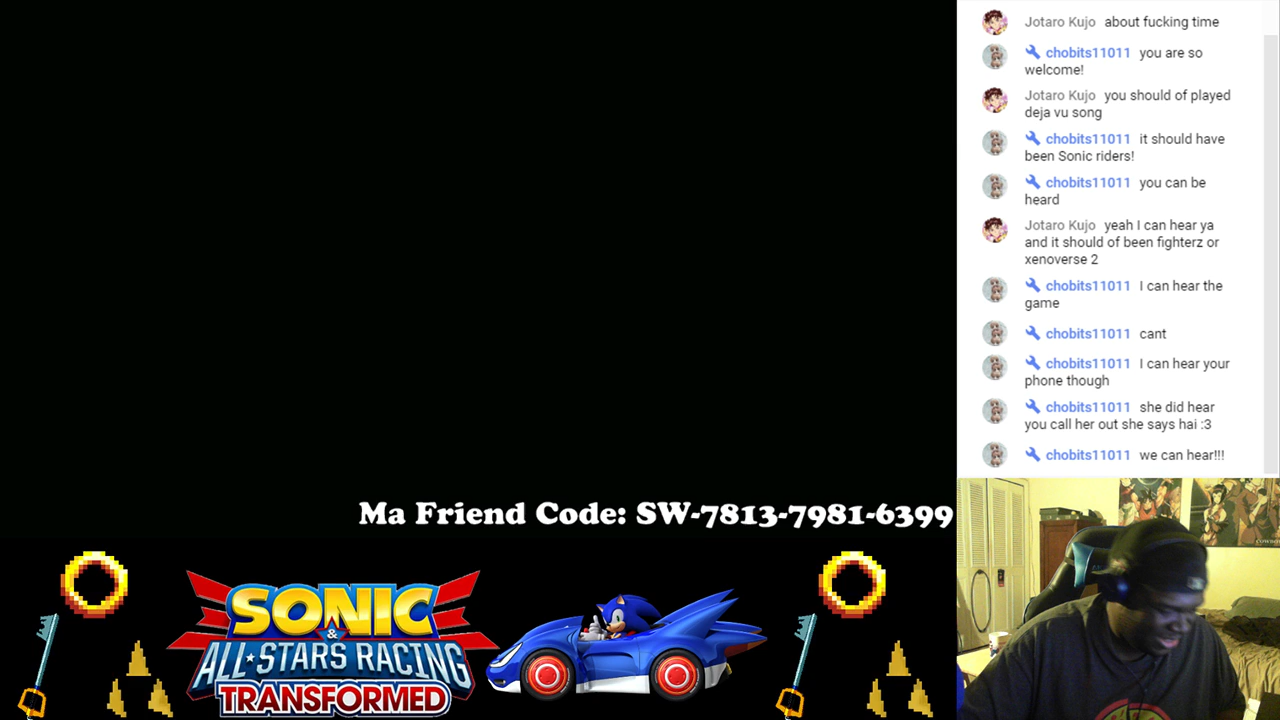 Jotaro Kujo about fucking time
chobits11011 you are so
welcome!
Jotaro Kujo you should of played
deja vu song
chobits11011 it should have
been Sonic riders!
chobits11011 you can be
heard
Jotaro Kujo yeah I can hear ya
and it should of been fighterz or
xenoverse 2
chobits11011 I can hear the
game
chobits11011 cant
chobits11011 I can hear your
phone though
chobits11011 she did hear
you call her out she says hai :3
chobits11011 we can hear!!!
Ma Friend Code: SW-7813-7981-6399
SONIC
&
ALL★STARS RACING
TRANSFORMED